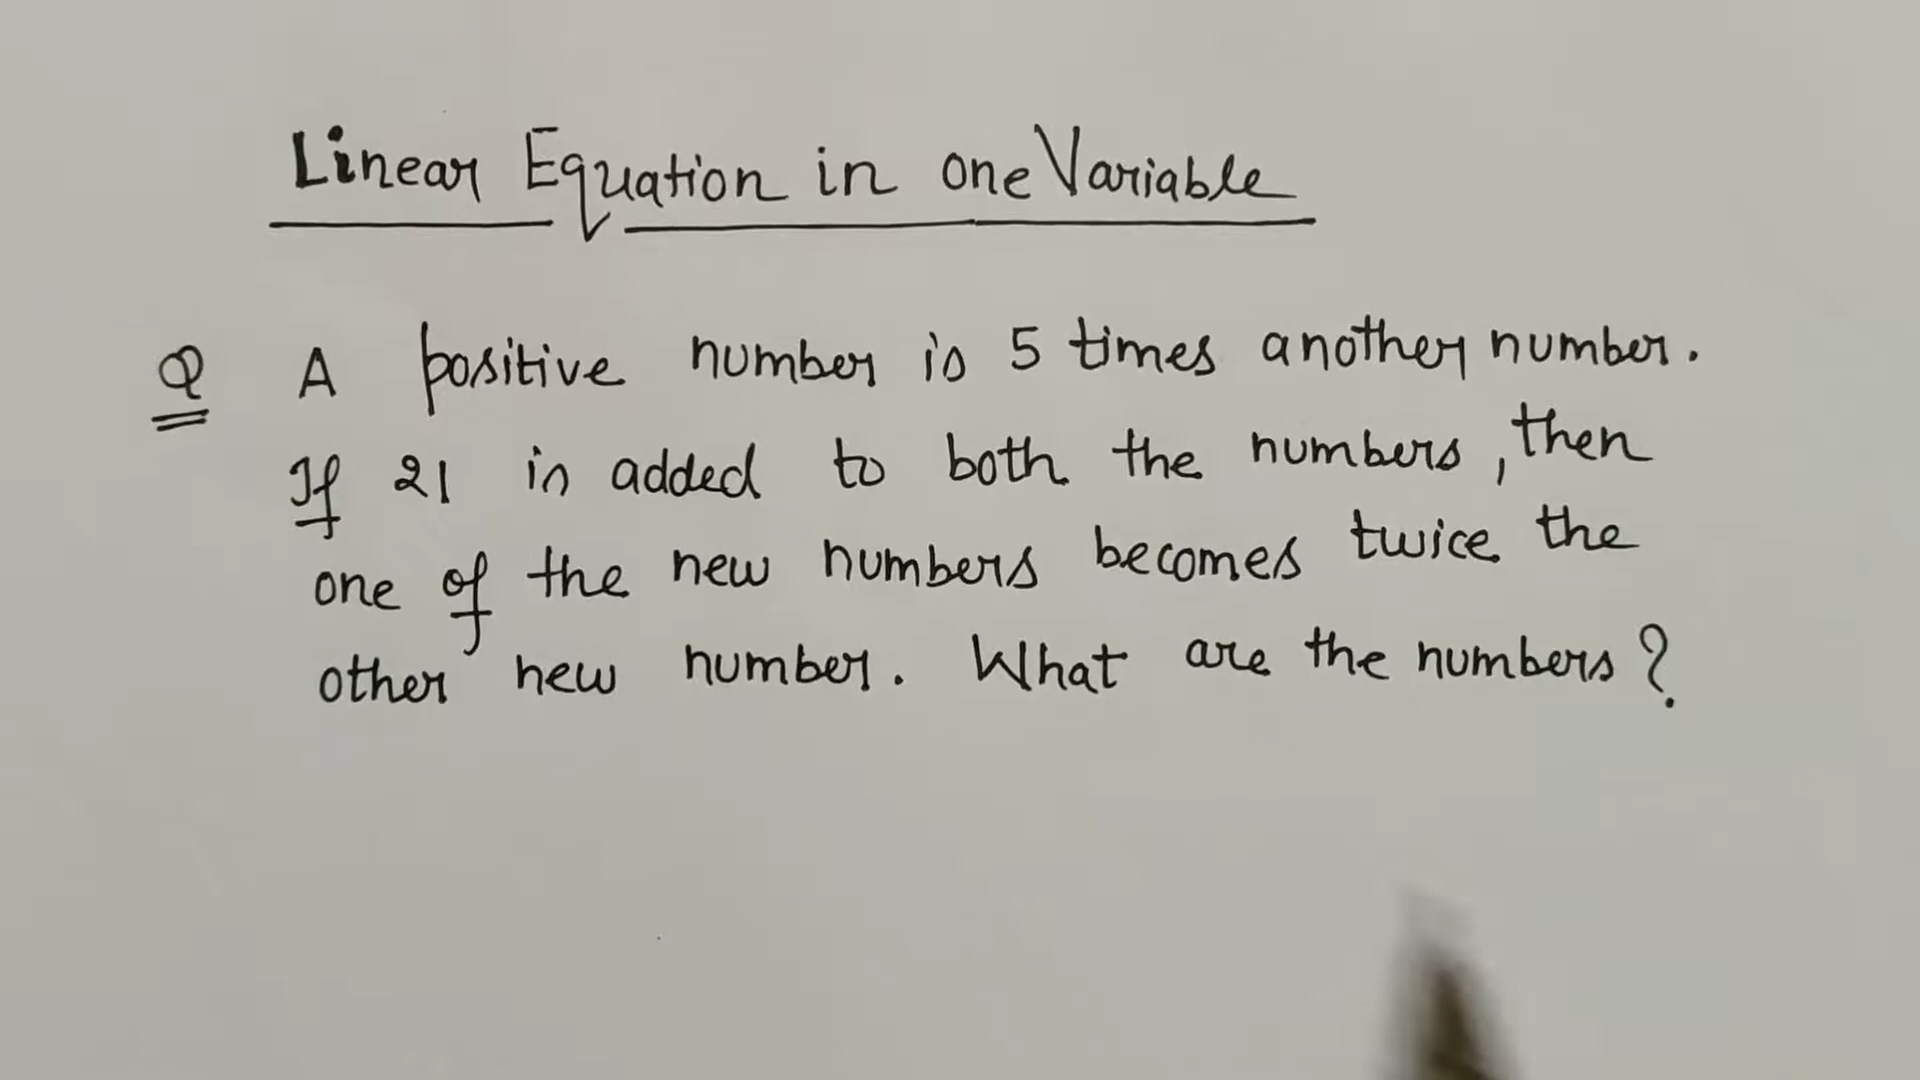 Linear Equation in one Variable
Q A positive number is 5 times another number.
If 21 is added to both the numbers, then
one of the new numbers becomes twice the
other new number. What are the numbers?